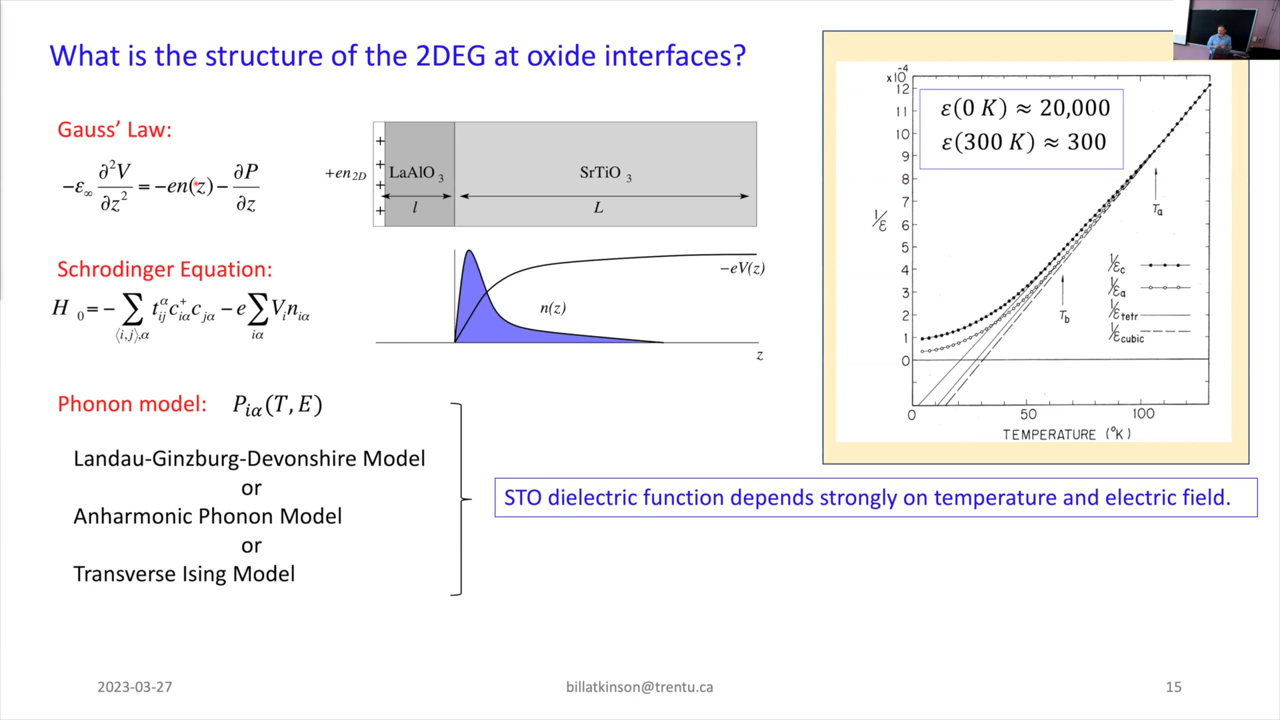 What is the structure of the 2DEG at oxide interfaces?
Gauss’ Law:
−ε∞ ∂²V/∂z² = −en(z) − ∂P/∂z
+en2D
+
+
+
+
LaAlO3
SrTiO3
l
L
Schrodinger Equation:
H0 = −∑⟨i,j⟩,α tijα ciα+ cjα − e∑iα Vi niα
−eV(z)
n(z)
z
Phonon model: Piα(T, E)
Landau-Ginzburg-Devonshire Model
or
Anharmonic Phonon Model
or
Transverse Ising Model
STO dielectric function depends strongly on temperature and electric field.
x10-4
ε(0 K) ≈ 20,000
ε(300 K) ≈ 300
12
11
10
9
8
7
6
5
4
3
2
1
0
1/ε
Ta
Tb
1/εc
1/εa
1/εtetr
1/εcubic
0
50
100
TEMPERATURE (°K)
2023-03-27
billatkinson@trentu.ca
15